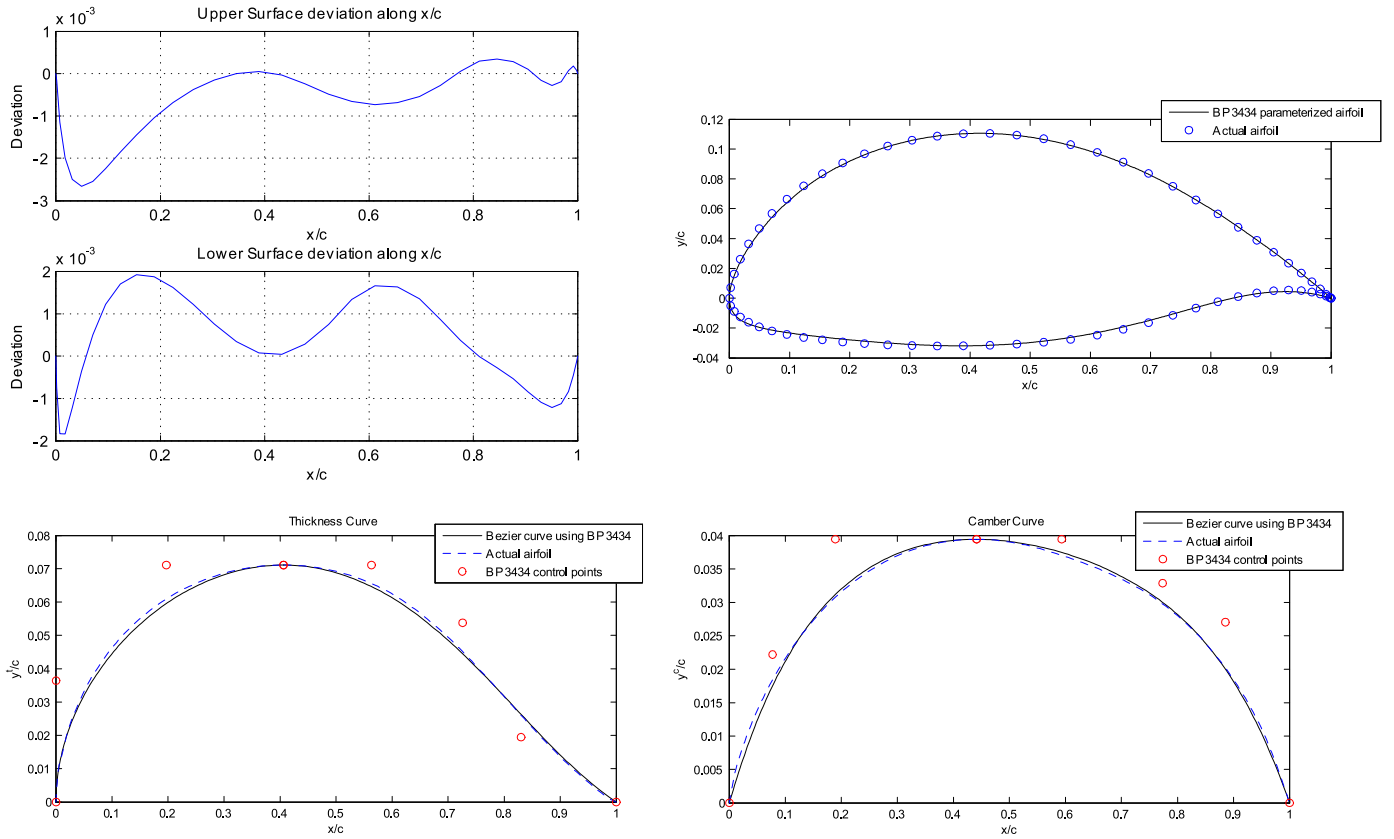 x 10^-3
Upper Surface deviation along x/c
1
0
-1
-2
-3
Deviation
0 0.2 0.4 0.6 0.8 1
x/c
x 10^-3
Lower Surface deviation along x/c
2
1
0
-1
-2
Deviation
0 0.2 0.4 0.6 0.8 1
x/c
BP3434 parameterized airfoil
Actual airfoil
0.12
0.1
0.08
0.06
0.04
0.02
0
-0.02
-0.04
y/c
0 0.1 0.2 0.3 0.4 0.5 0.6 0.7 0.8 0.9 1
x/c
Thickness Curve
Bezier curve using BP3434
Actual airfoil
BP3434 control points
0.08
0.07
0.06
0.05
0.04
0.03
0.02
0.01
0
y^t/c
0 0.1 0.2 0.3 0.4 0.5 0.6 0.7 0.8 0.9 1
x/c
Camber Curve
Bezier curve using BP3434
Actual airfoil
BP3434 control points
0.04
0.035
0.03
0.025
0.02
0.015
0.01
0.005
0
y^c/c
0 0.1 0.2 0.3 0.4 0.5 0.6 0.7 0.8 0.9 1
x/c